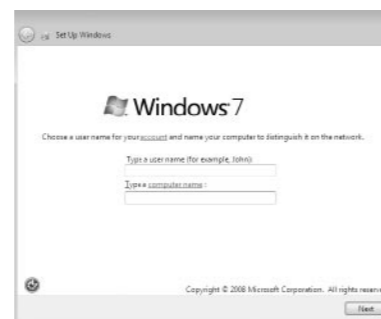 Set Up Windows
Windows 7
Choose a user name for your account and name your computer to distinguish it on the network.
Type a user name (for example, John):
Type a computer name :
Copyright © 2008 Microsoft Corporation. All rights reserve
Next